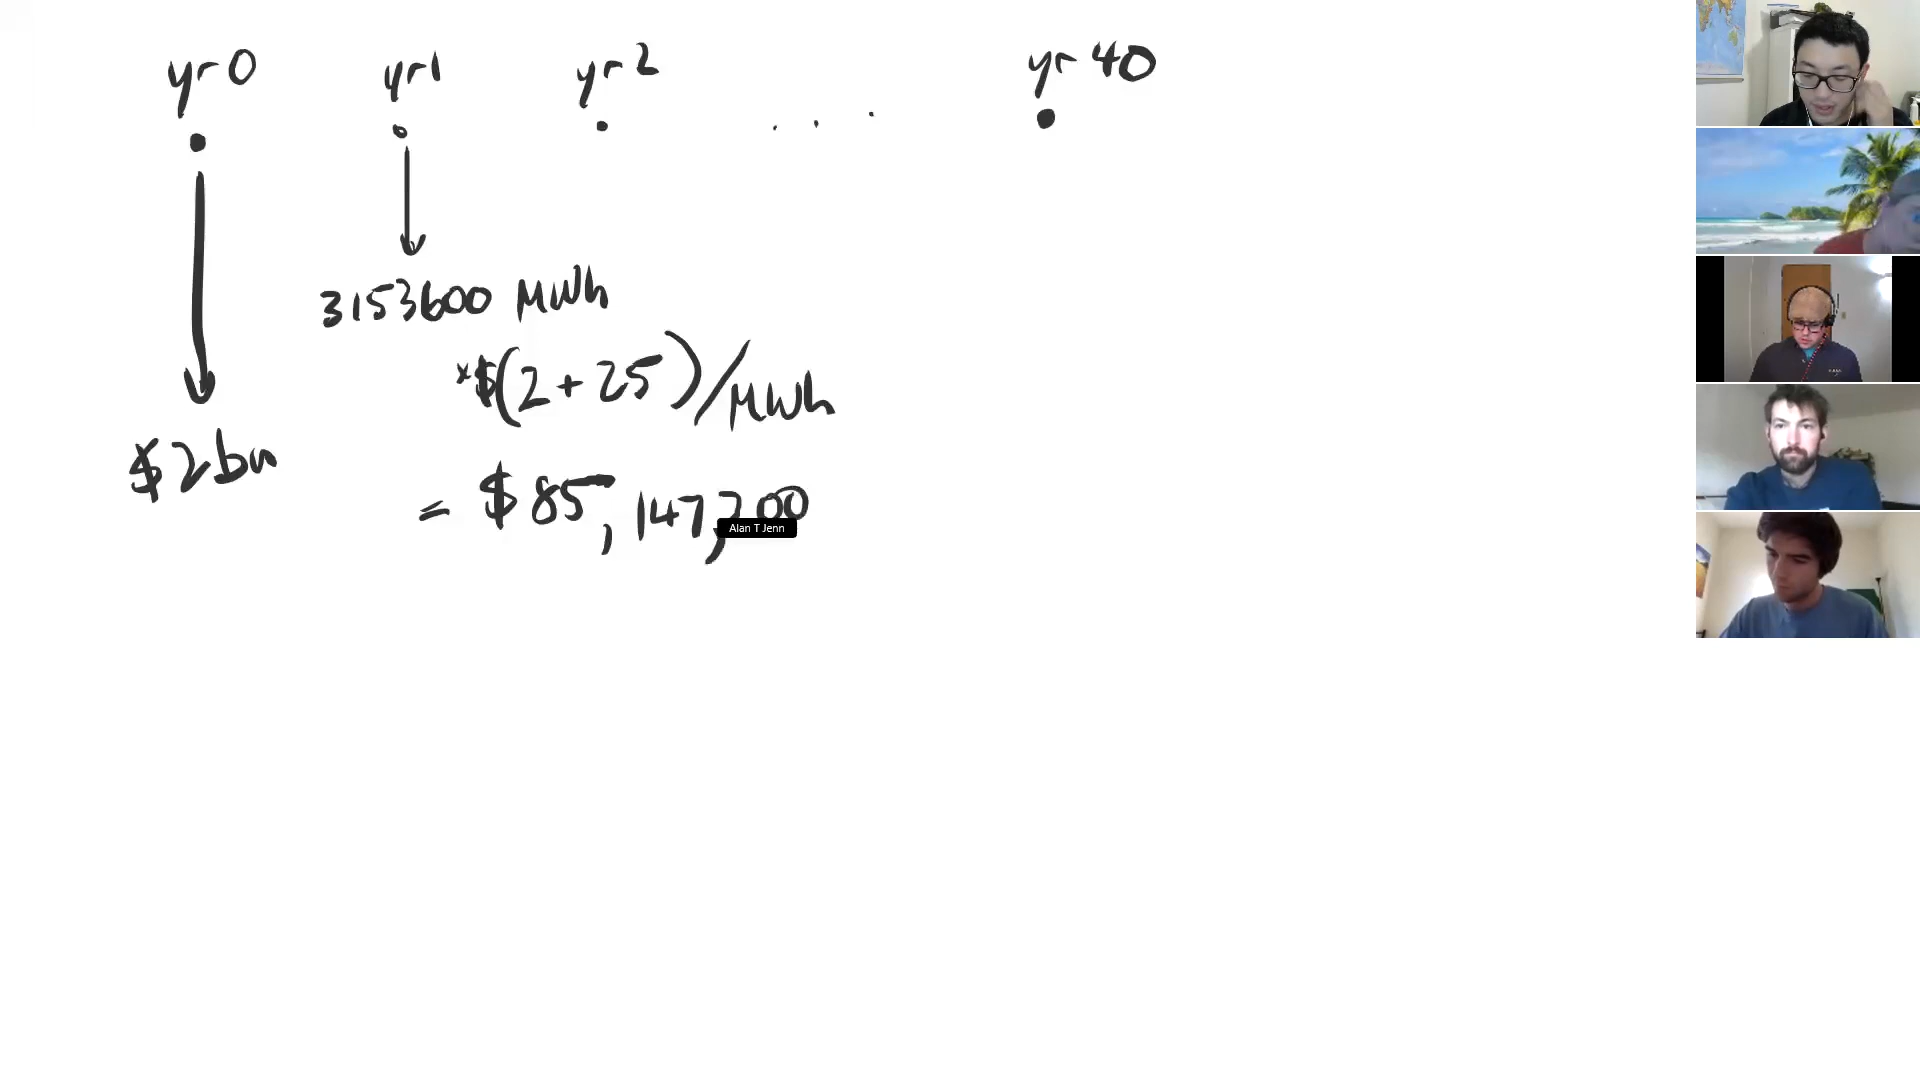 yr 0 yr 1 yr 2 . . . yr 40
3153600 MWh
*$(2 + 25)/MWh
$2bn
= $85,147,200
Alan T Jenn